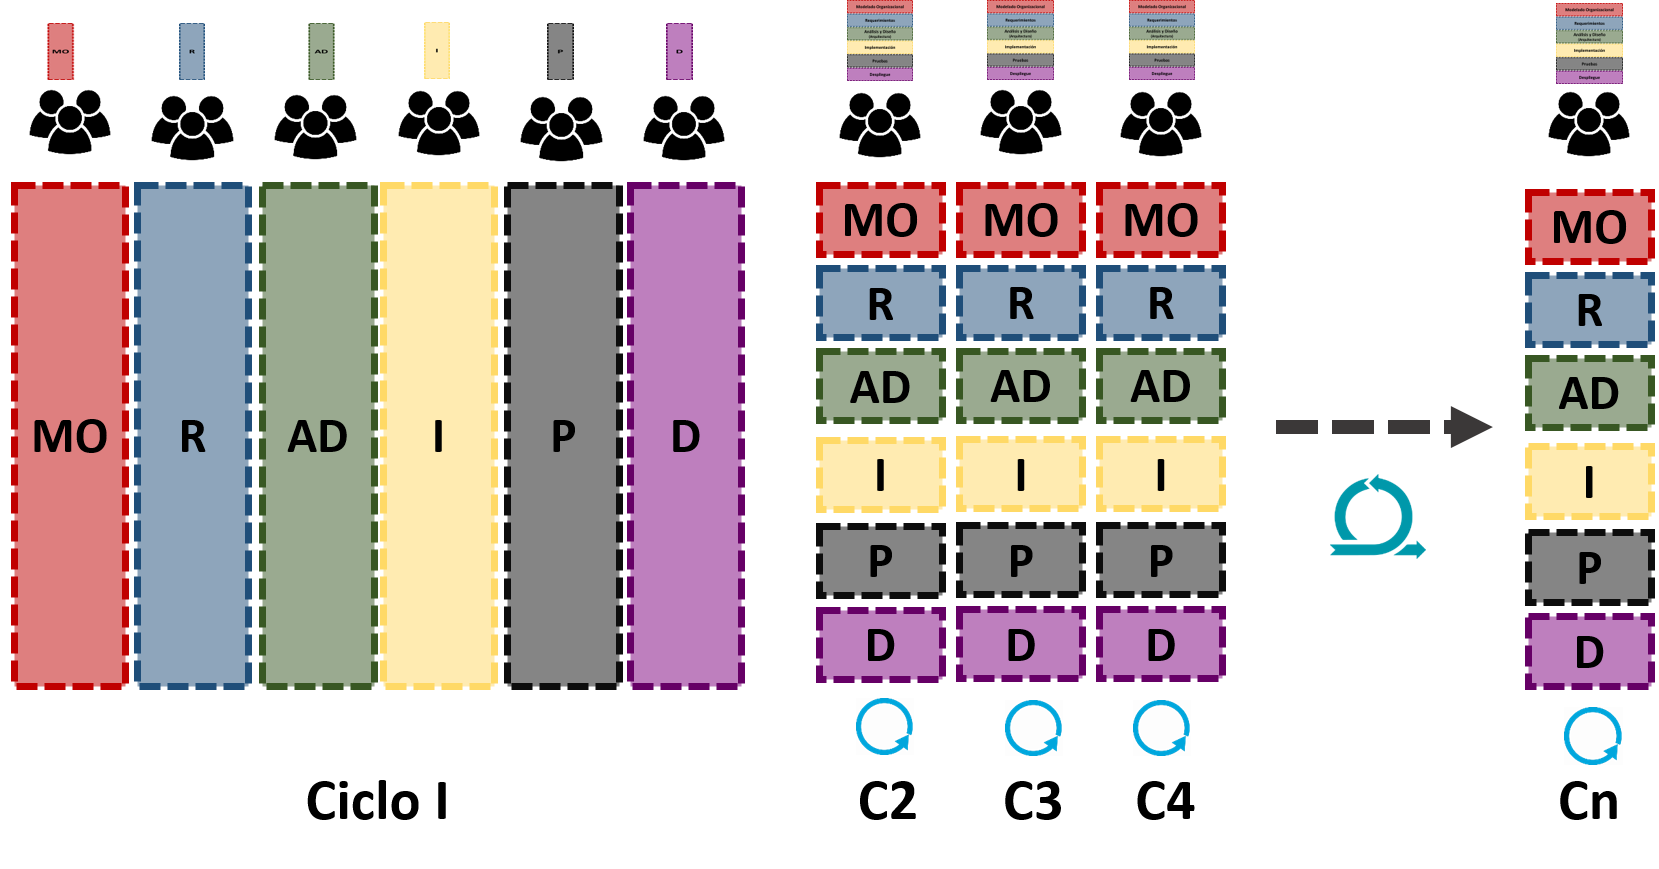 MO
R
AD
I
P
D
Modelado Organizacional
Requerimientos
Análisis y Diseño
(Arquitectura)
Implementación
Pruebas
Despliegue
Modelado Organizacional
Requerimientos
Análisis y Diseño
(Arquitectura)
Implementación
Pruebas
Despliegue
Modelado Organizacional
Requerimientos
Análisis y Diseño
(Arquitectura)
Implementación
Pruebas
Despliegue
Modelado Organizacional
Requerimientos
Análisis y Diseño
(Arquitectura)
Implementación
Pruebas
Despliegue
MO
R
AD
I
P
D
MO
R
AD
I
P
D
MO
R
AD
I
P
D
MO
R
AD
I
P
D
MO
R
AD
I
P
D
Ciclo I
C2
C3
C4
Cn